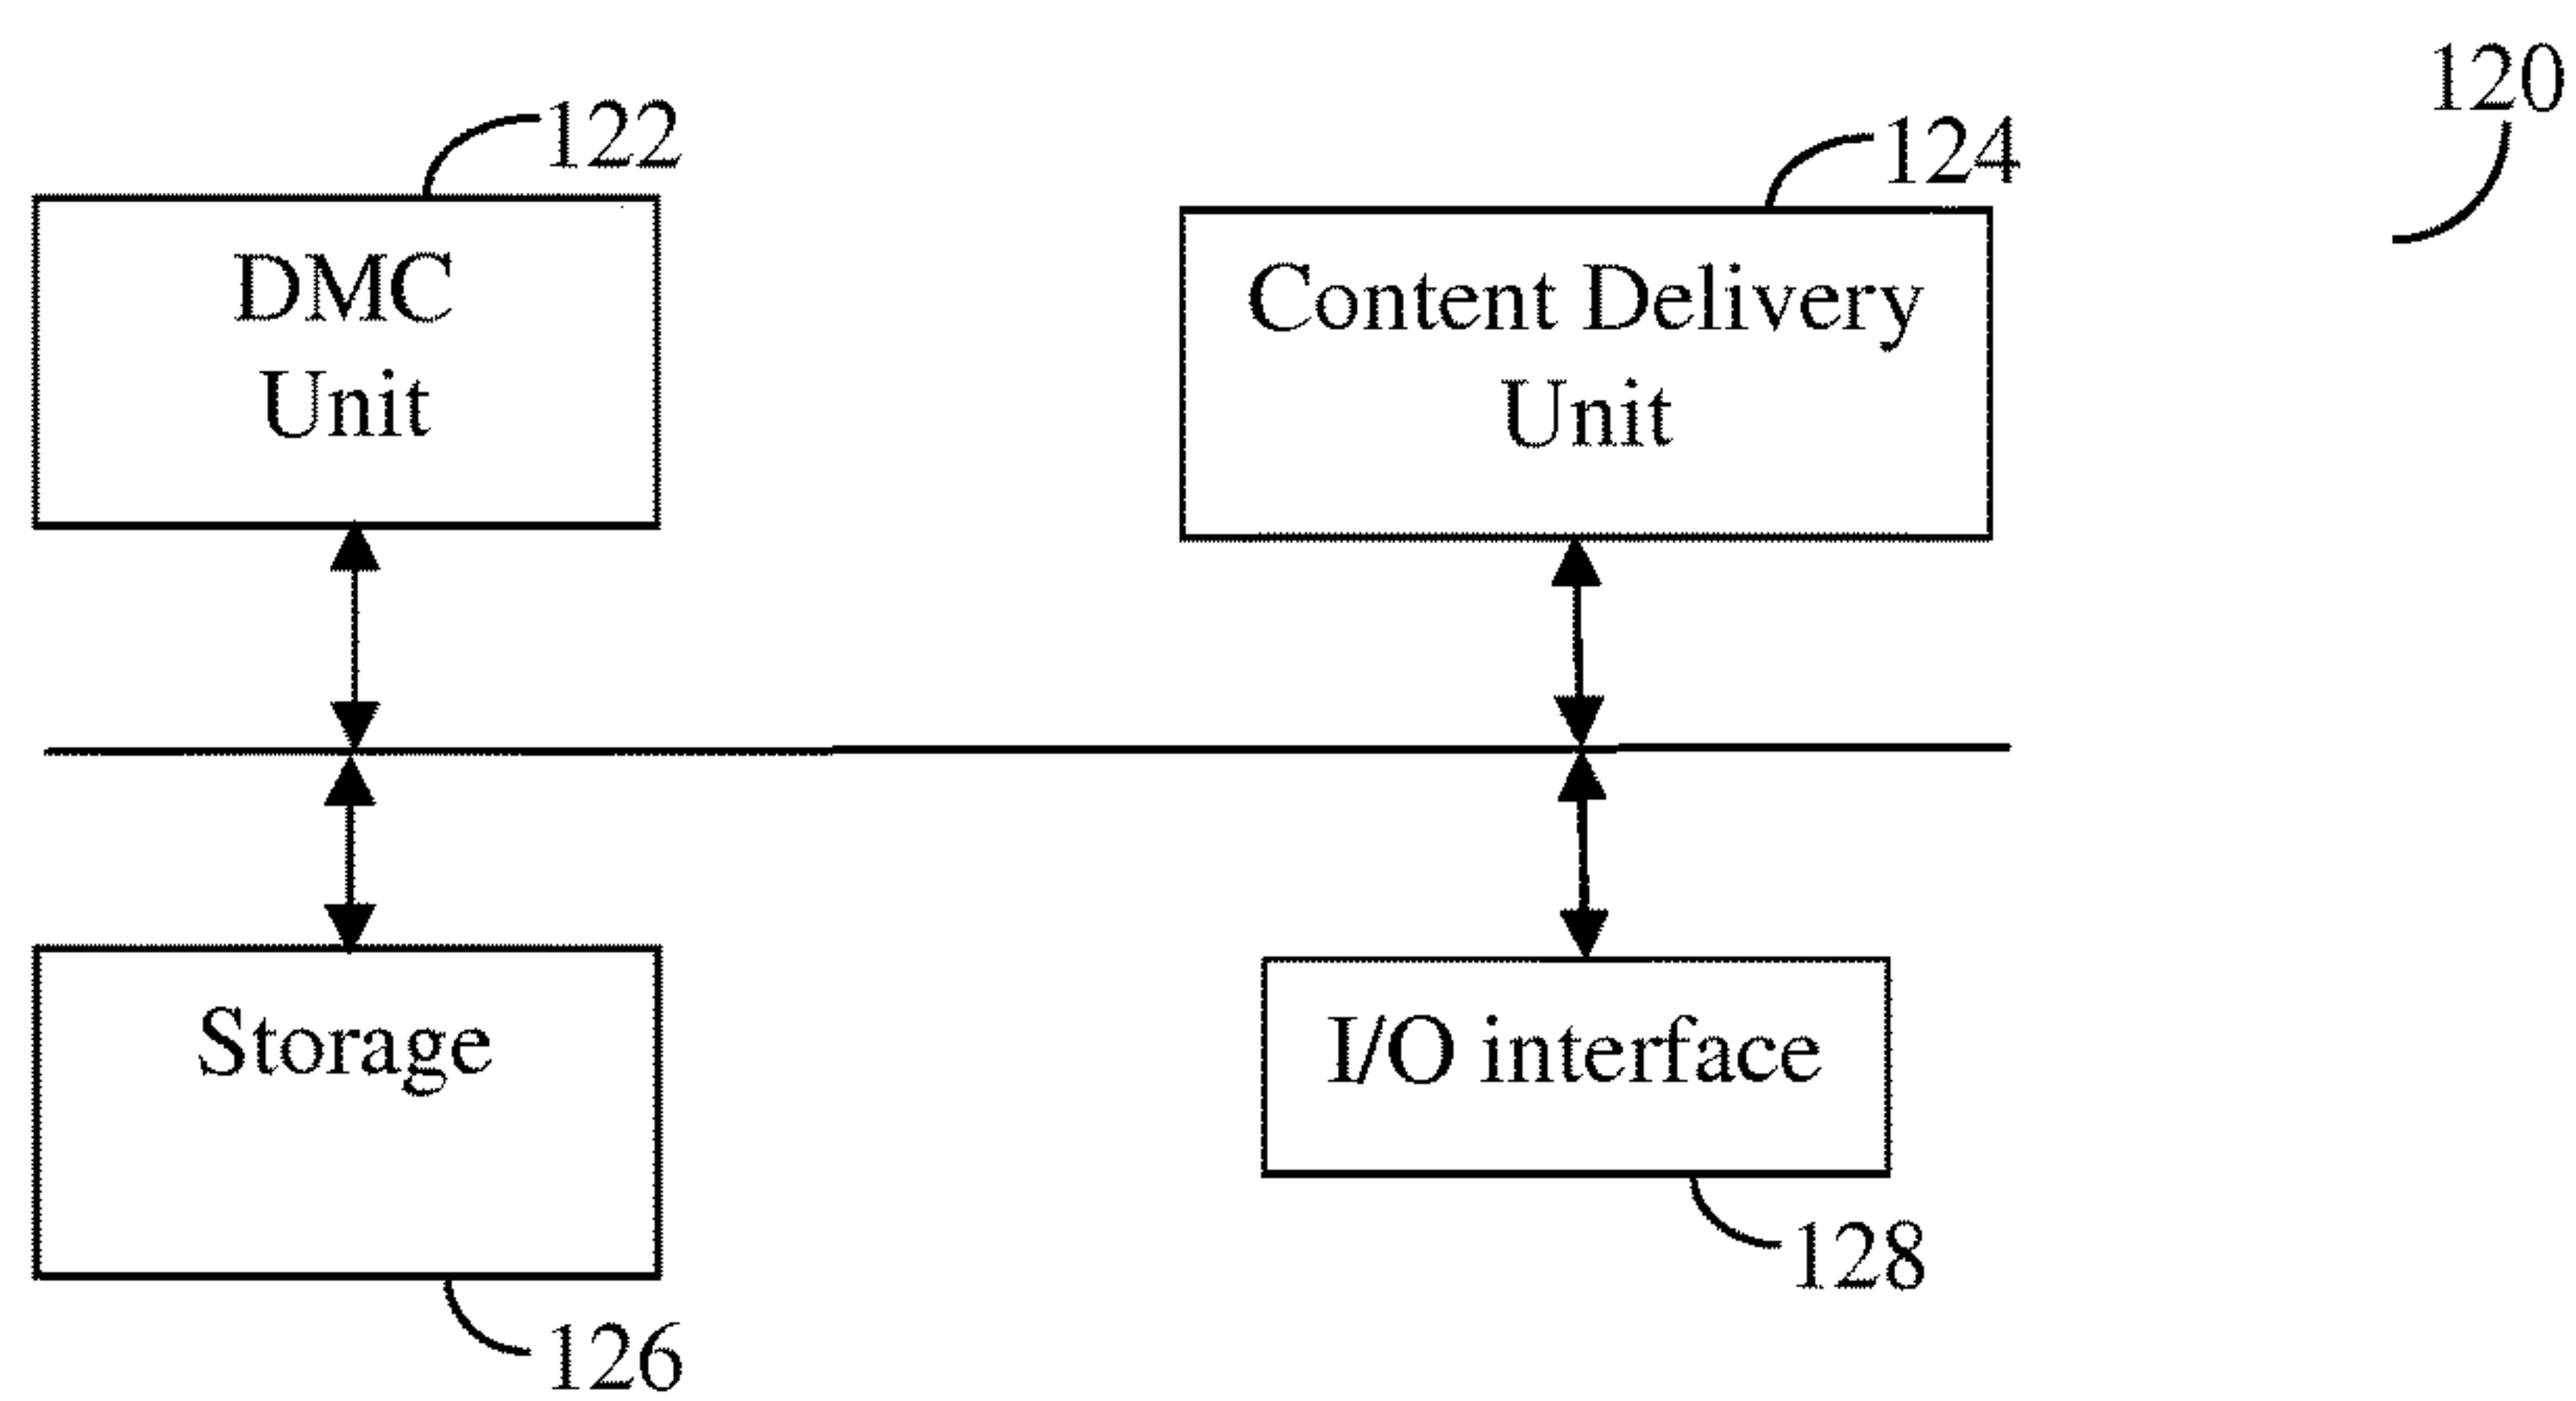 120
122
124
DMC
Unit
Content Delivery
Unit
Storage
I/O interface
128
126